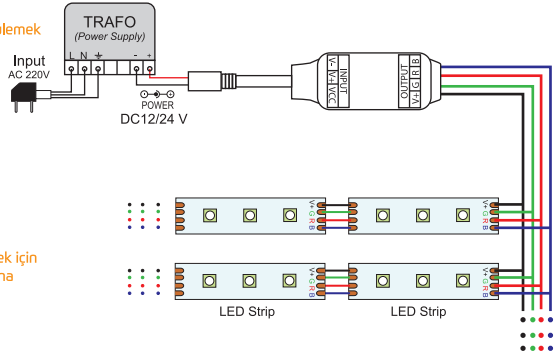 ülemek
TRAFO
(Power Supply)
L N - +
Input
AC 220V
POWER
DC12/24 V
V- V+ VCC
INPUT
OUTPUT
V+ G R B
V+ G R B
V+ G R B
ek için
na
V+ G R B
V+ G R B
LED Strip
LED Strip